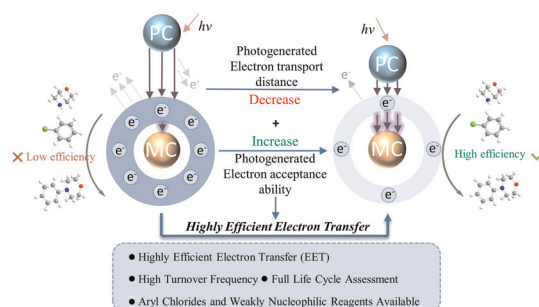 hν
PC
e⁻
e⁻
e⁻
e⁻
e⁻
e⁻
e⁻
e⁻
e⁻
e⁻
MC
✕ Low efficiency
Photogenerated
Electron transport
distance
Decrease
+
Increase
Photogenerated
Electron acceptance
ability
Highly Efficient Electron Transfer
hν
PC
e⁻
e⁻
e⁻
e⁻
e⁻
MC
High efficiency ✓
● Highly Efficient Electron Transfer (EET)
● High Turnover Frequency ● Full Life Cycle Assessment
● Aryl Chlorides and Weakly Nucleophilic Reagents Available